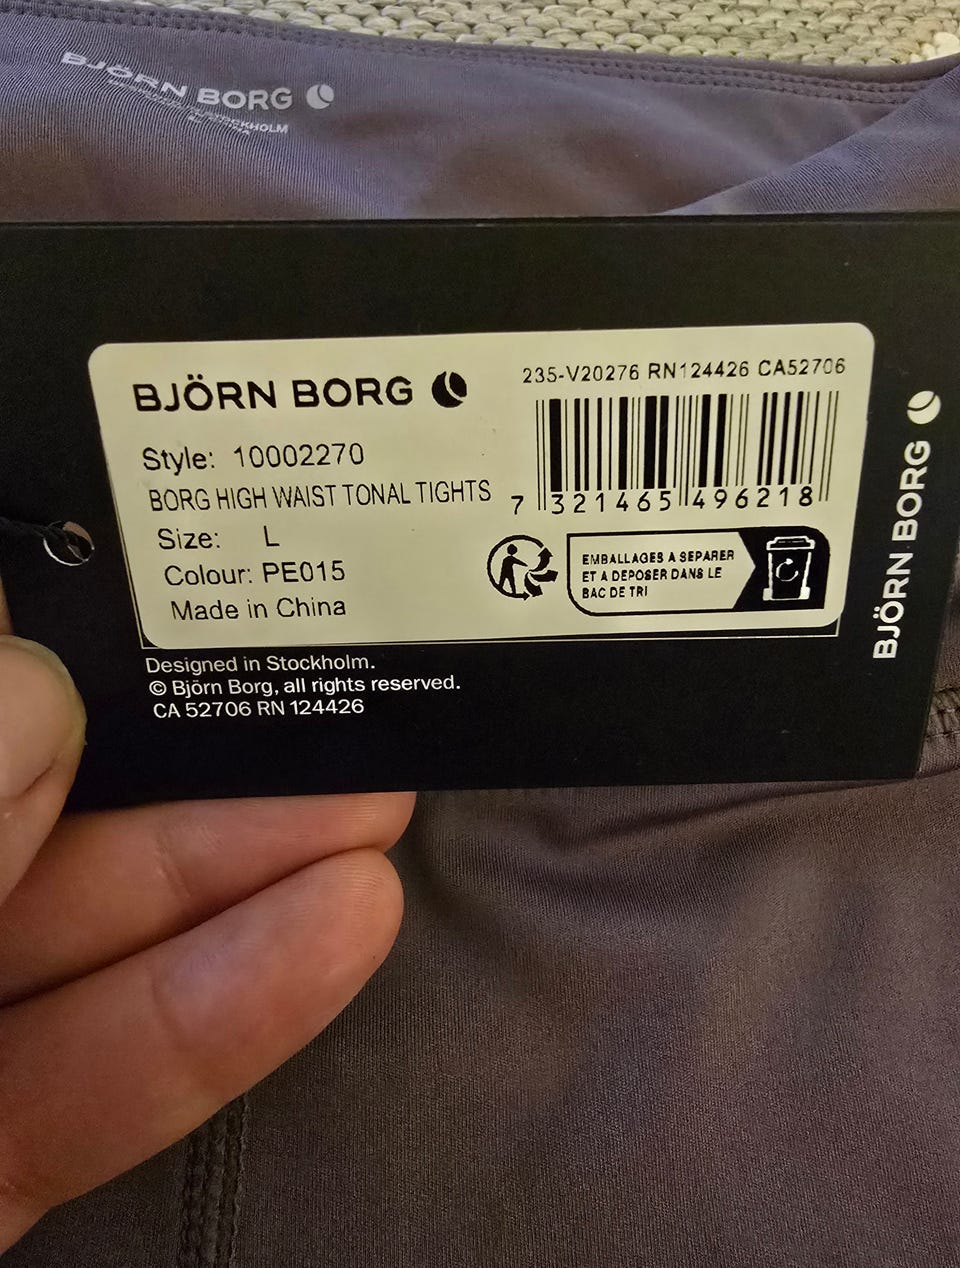 BJÖRN BORG
STOCKHOLM
BJÖRN BORG
235-V20276 RN124426 CA52706
Style: 10002270
BORG HIGH WAIST TONAL TIGHTS
Size: L
Colour: PE015
Made in China
7 321465 496218
EMBALLAGES A SEPARER
ET A DEPOSER DANS LE
BAC DE TRI
Designed in Stockholm.
© Björn Borg, all rights reserved.
CA 52706 RN 124426
BJÖRN BORG